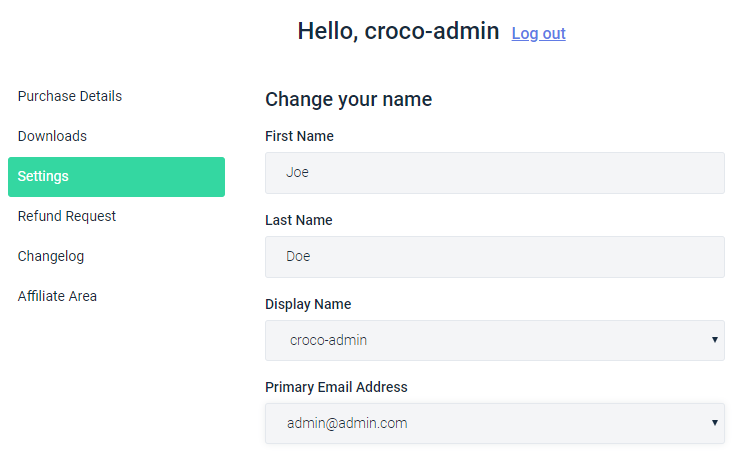 Hello, croco-admin Log out
Purchase Details
Downloads
Settings
Refund Request
Changelog
Affiliate Area
Change your name
First Name
Joe
Last Name
Doe
Display Name
croco-admin
Primary Email Address
admin@admin.com